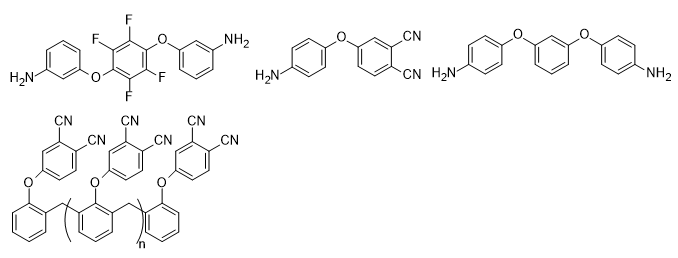 F
F O NH2
H2N O F
F
O CN
H2N CN
O O
H2N NH2
CN CN CN
CN CN CN
O O O
n